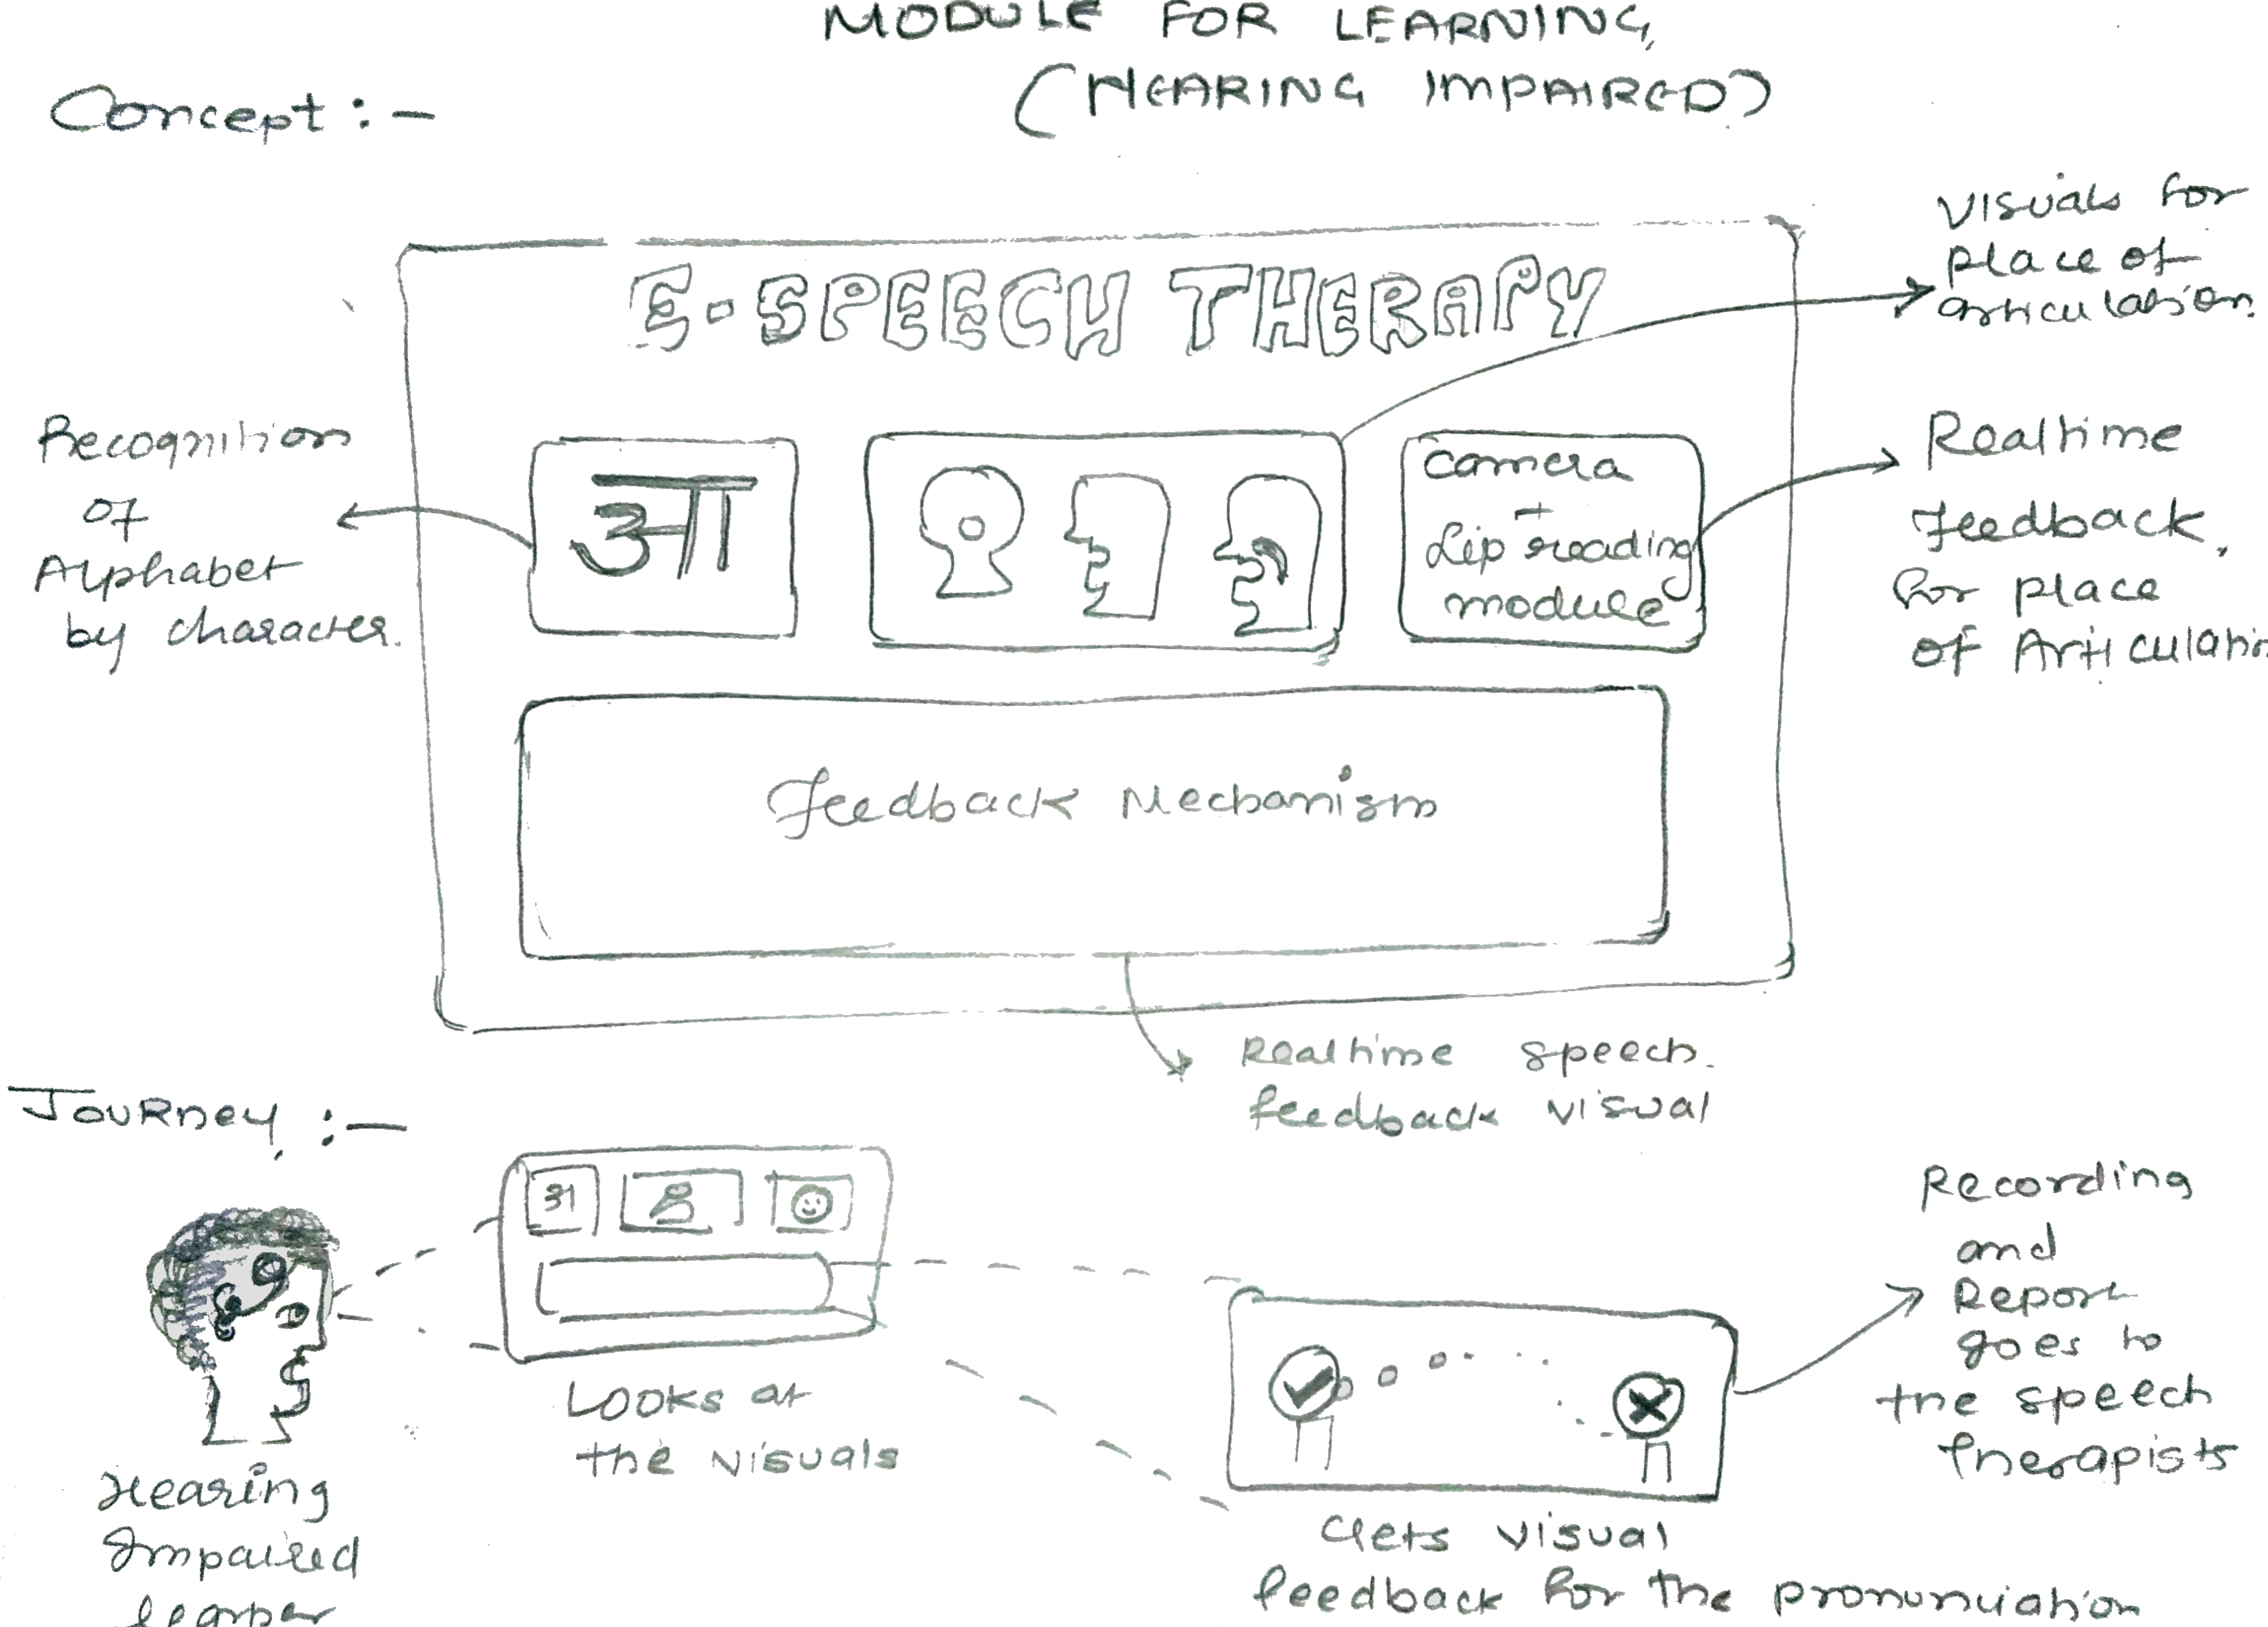 MODULE FOR LEARNING
(HEARING IMPAIRED)
Concept :-
E-SPEECH THERAPY
Visuals for
place of
articulation.
Recognition
of
Alphabet
by character.
आ
Camera
+
Lip reading
module
Realtime
feedback,
for place
of Articulatio
Feedback Mechanism
Realtime speech
feedback visual
Journey :-
अ
Looks at
the visuals
Hearing
Impaired
Learner
Gets visual
feedback for the pronunciation
Recording
and
Report
goes to
the speech
therapists